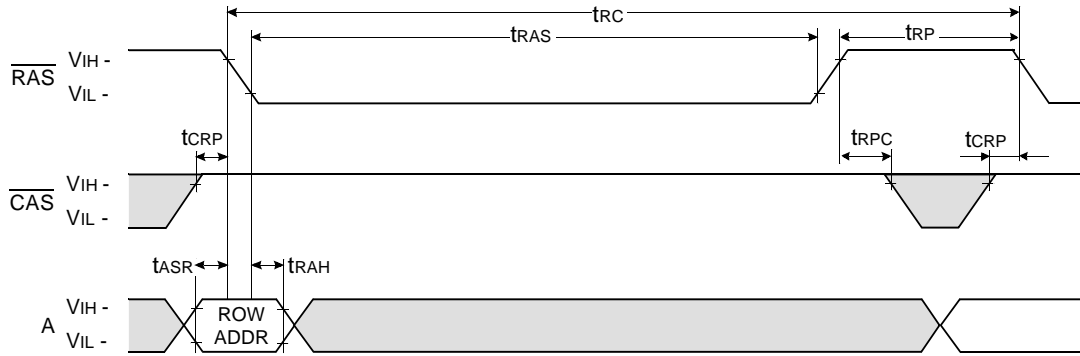 tRC
tRAS
tRP
RAS
VIH -
VIL -
tCRP
tRPC
tCRP
CAS
VIH -
VIL -
tASR
tRAH
A
VIH -
VIL -
ROW
ADDR